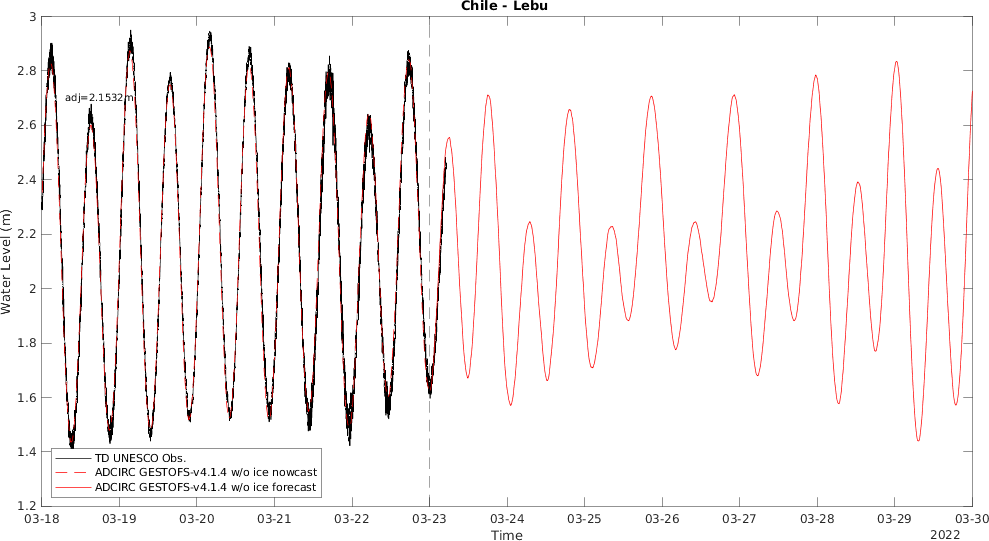 Chile - Lebu
3
2.8
2.6
2.4
2.2
2
1.8
1.6
1.4
1.2
Water Level (m)
adj=2.1532m
TD UNESCO Obs.
ADCIRC GESTOFS-v4.1.4 w/o ice nowcast
ADCIRC GESTOFS-v4.1.4 w/o ice forecast
03-18 03-19 03-20 03-21 03-22 03-23 03-24 03-25 03-26 03-27 03-28 03-29 03-30
Time
2022